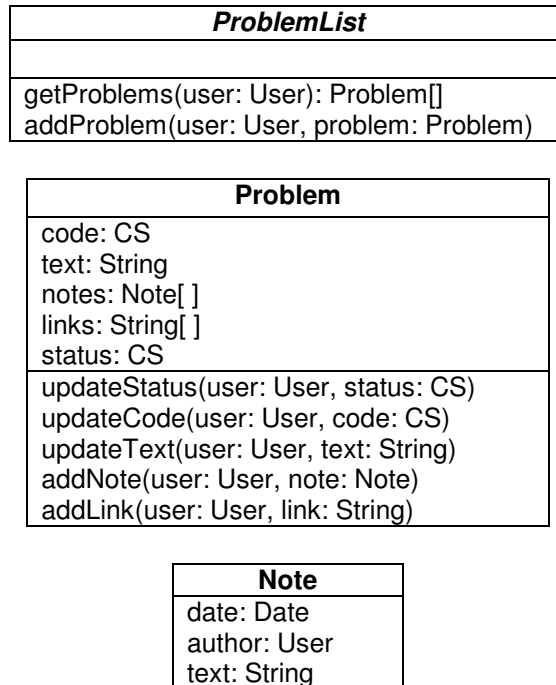 ProblemList
getProblems(user: User): Problem[]
addProblem(user: User, problem: Problem)
Problem
code: CS
text: String
notes: Note[ ]
links: String[ ]
status: CS
updateStatus(user: User, status: CS)
updateCode(user: User, code: CS)
updateText(user: User, text: String)
addNote(user: User, note: Note)
addLink(user: User, link: String)
Note
date: Date
author: User
text: String